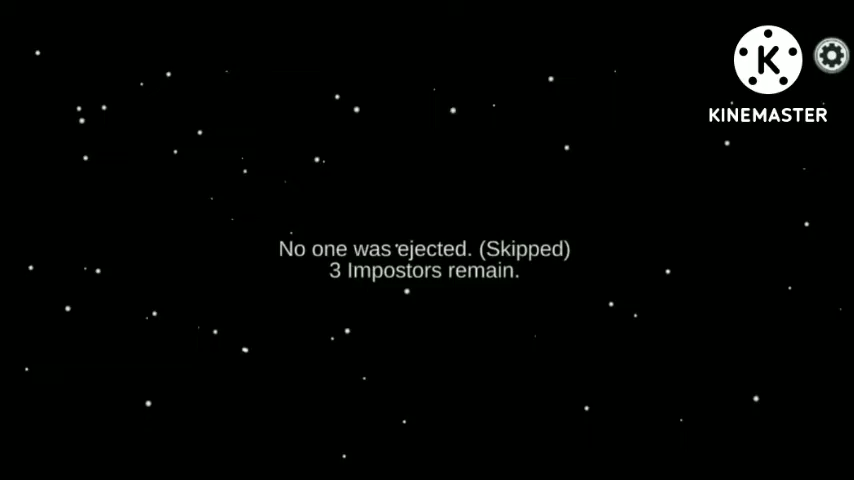 K
KINEMASTER
No one was ejected. (Skipped)
3 Impostors remain.